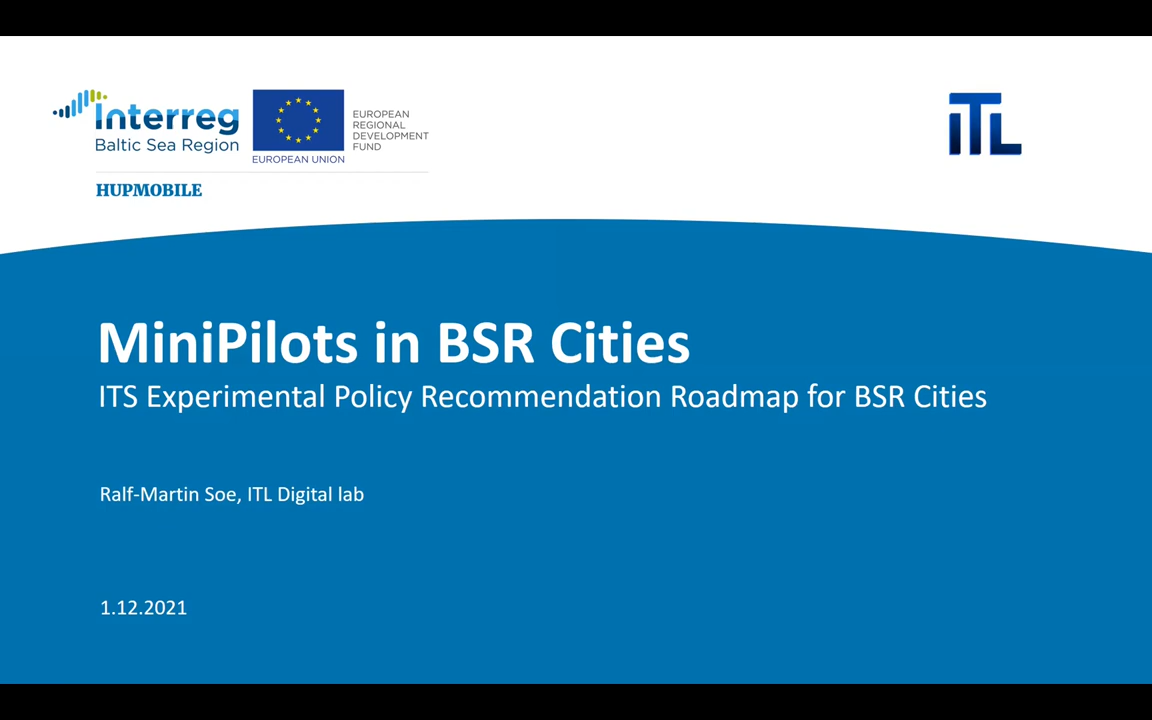 Interreg
Baltic Sea Region
EUROPEAN UNION
EUROPEAN
REGIONAL
DEVELOPMENT
FUND
HUPMOBILE
iTL
MiniPilots in BSR Cities
ITS Experimental Policy Recommendation Roadmap for BSR Cities
Ralf-Martin Soe, ITL Digital lab
1.12.2021